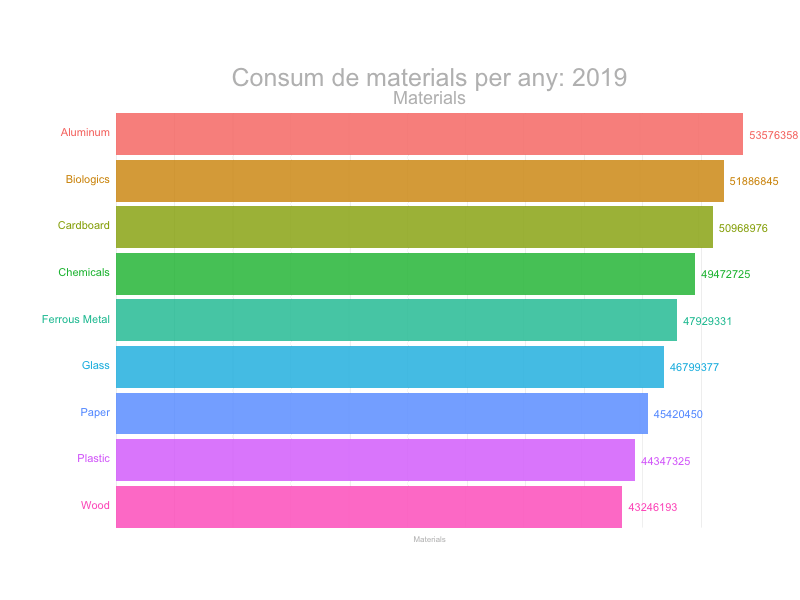 Consum de materials per any: 2019
Materials
Aluminum 53576358
Biologics 51886845
Cardboard 50968976
Chemicals 49472725
Ferrous Metal 47929331
Glass 46799377
Paper 45420450
Plastic 44347325
Wood 43246193
Materials